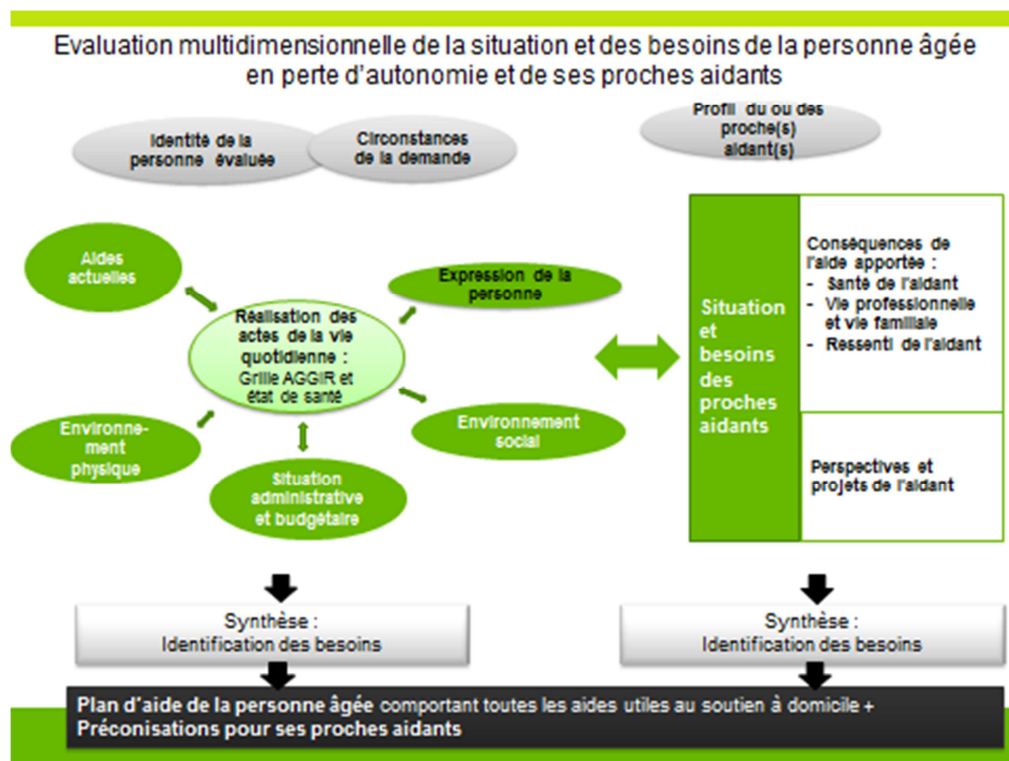 Evaluation multidimensionnelle de la situation et des besoins de la personne âgée
en perte d'autonomie et de ses proches aidants
Identité de la
personne évaluée
Circonstances
de la demande
Profil du ou des
proche(s)
aidant(s)
Aides
actuelles
Expression de la
personne
Réalisation des
actes de la vie
quotidienne :
Grille AGGIR et
état de santé
Environne-
ment
physique
Environnement
social
Situation
administrative
et budgétaire
Situation
et
besoins
des
proches
aidants
Conséquences de
l'aide apportée :
- Santé de l'aidant
- Vie professionnelle
et vie familiale
- Ressenti de l'aidant
Perspectives et
projets de l'aidant
Synthèse :
Identification des besoins
Synthèse :
Identification des besoins
Plan d'aide de la personne âgée comportant toutes les aides utiles au soutien à domicile +
Préconisations pour ses proches aidants